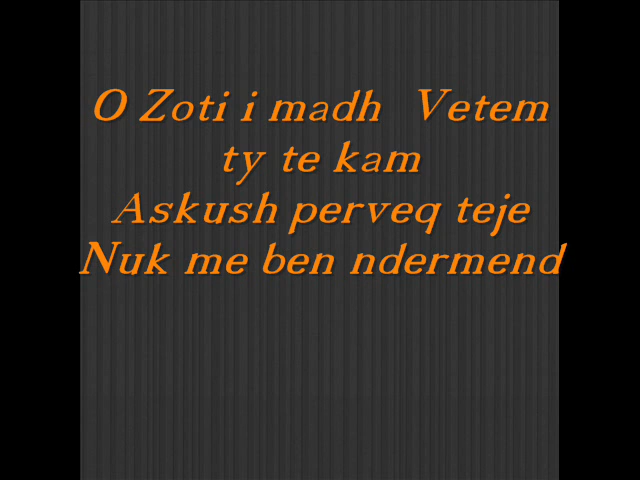 O Zoti i madh Vetem
ty te kam
Askush perveq teje
Nuk me ben ndermend